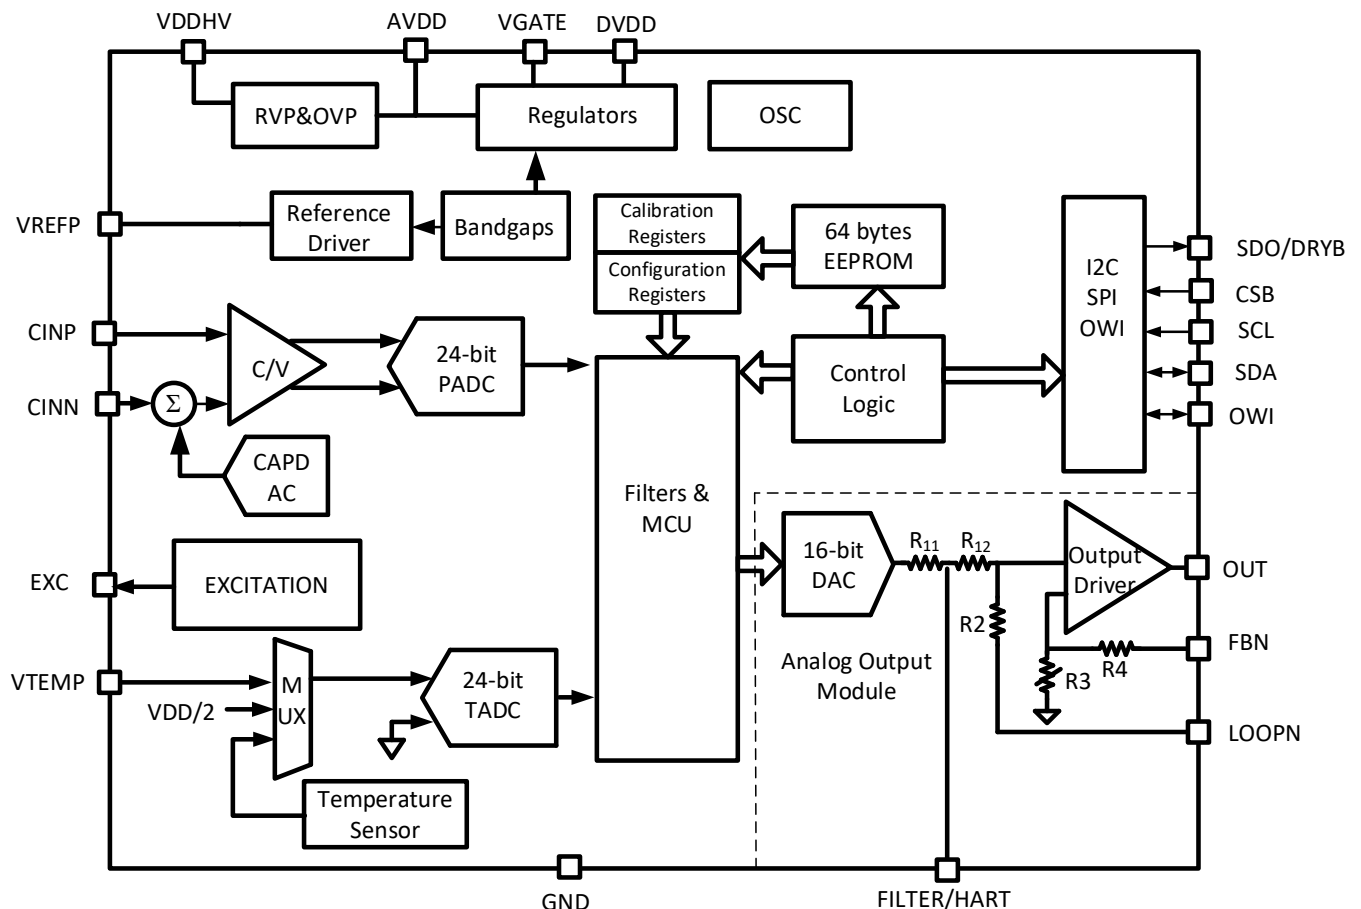 VDDHV
AVDD
VGATE
DVDD
RVP&OVP
Regulators
OSC
VREFP
Reference
Driver
Bandgaps
Calibration
Registers
Configuration
Registers
64 bytes
EEPROM
I2C
SPI
OWI
SDO/DRYB
CSB
SCL
SDA
OWI
CINP
CINN
C/V
Σ
24-bit
PADC
Control
Logic
CAPD
AC
Filters &
MCU
EXC
EXCITATION
16-bit
DAC
R11
R12
Output
Driver
OUT
R2
FBN
R4
R3
Analog Output
Module
LOOPN
VTEMP
VDD/2
M
UX
24-bit
TADC
Temperature
Sensor
GND
FILTER/HART